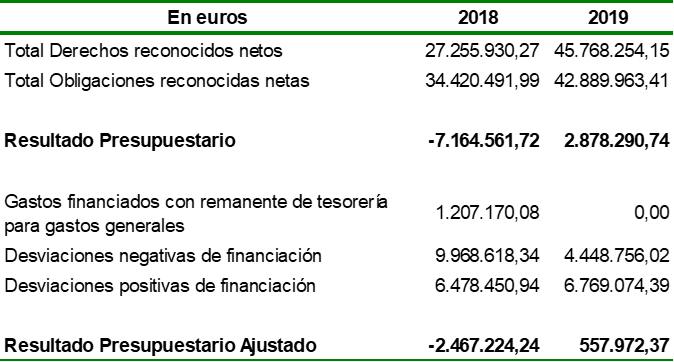 En euros 2018 2019
Total Derechos reconocidos netos 27.255.930,27 45.768.254,15
Total Obligaciones reconocidas netas 34.420.491,99 42.889.963,41
Resultado Presupuestario -7.164.561,72 2.878.290,74
Gastos financiados con remanente de tesorería
para gastos generales 1.207.170,08 0,00
Desviaciones negativas de financiación 9.968.618,34 4.448.756,02
Desviaciones positivas de financiación 6.478.450,94 6.769.074,39
Resultado Presupuestario Ajustado -2.467.224,24 557.972,37